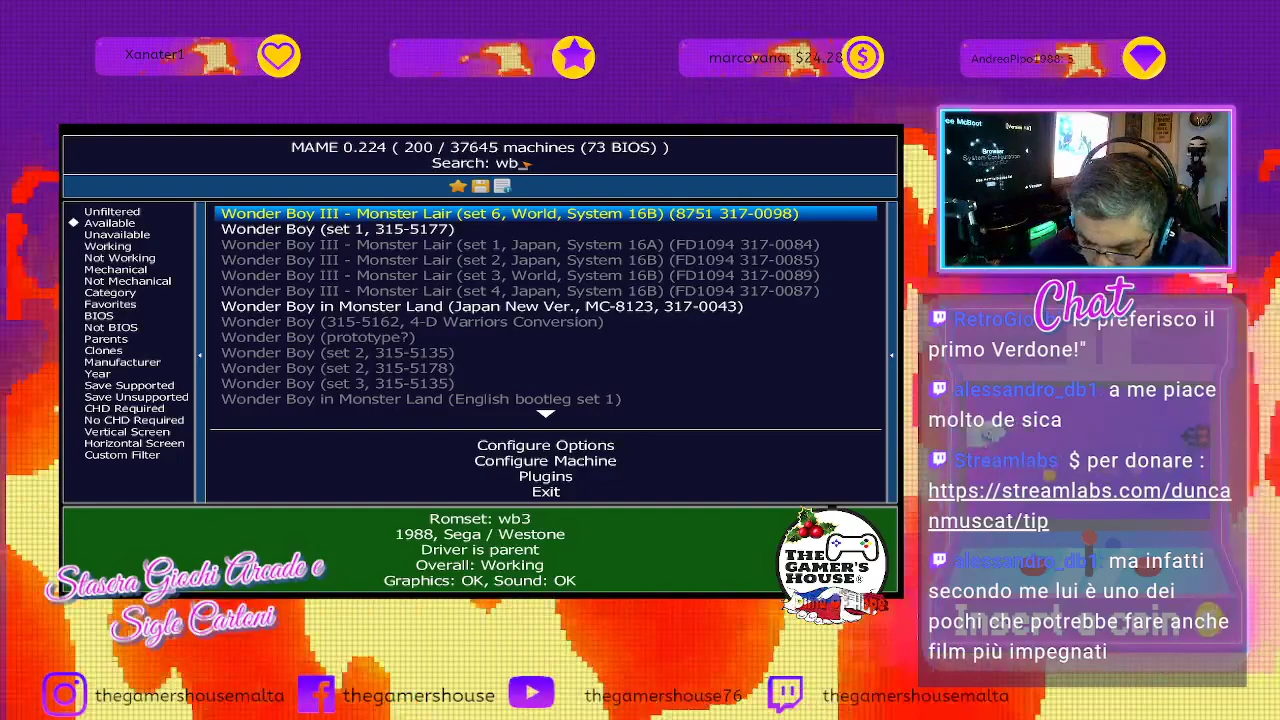 Xanater1
marcovana: $24.28
AndreaPipo1988: 5
MAME 0.224 ( 200 / 37645 machines (73 BIOS) )
Search: wb_
Unfiltered
Available
Unavailable
Working
Not Working
Mechanical
Not Mechanical
Category
Favorites
BIOS
Not BIOS
Parents
Clones
Manufacturer
Year
Save Supported
Save Unsupported
CHD Required
No CHD Required
Vertical Screen
Horizontal Screen
Custom Filter
Wonder Boy III - Monster Lair (set 6, World, System 16B) (8751 317-0098)
Wonder Boy (set 1, 315-5177)
Wonder Boy III - Monster Lair (set 1, Japan, System 16A) (FD1094 317-0084)
Wonder Boy III - Monster Lair (set 2, Japan, System 16B) (FD1094 317-0085)
Wonder Boy III - Monster Lair (set 3, World, System 16B) (FD1094 317-0089)
Wonder Boy III - Monster Lair (set 4, Japan, System 16B) (FD1094 317-0087)
Wonder Boy in Monster Land (Japan New Ver., MC-8123, 317-0043)
Wonder Boy (315-5162, 4-D Warriors Conversion)
Wonder Boy (prototype?)
Wonder Boy (set 2, 315-5135)
Wonder Boy (set 2, 315-5178)
Wonder Boy (set 3, 315-5135)
Wonder Boy in Monster Land (English bootleg set 1)
Configure Options
Configure Machine
Plugins
Exit
Romset: wb3
1988, Sega / Westone
Driver is parent
Overall: Working
Graphics: OK, Sound: OK
THE
GAMER'S
HOUSE
Stasera Giochi Arcade e
Sigle Cartoni
Browser
System Configuration
Chat
preferisco il
primo Verdone!"
alessandro_db1: a me piace
molto de sica
Streamlabs $ per donare :
https://streamlabs.com/dunca
nmuscat/tip
alessandro_db1: ma infatti
secondo me lui è uno dei
pochi che potrebbe fare anche
film più impegnati
Insert a coin
thegamershousemalta
thegamershouse
thegamershouse76
thegamershousemalta